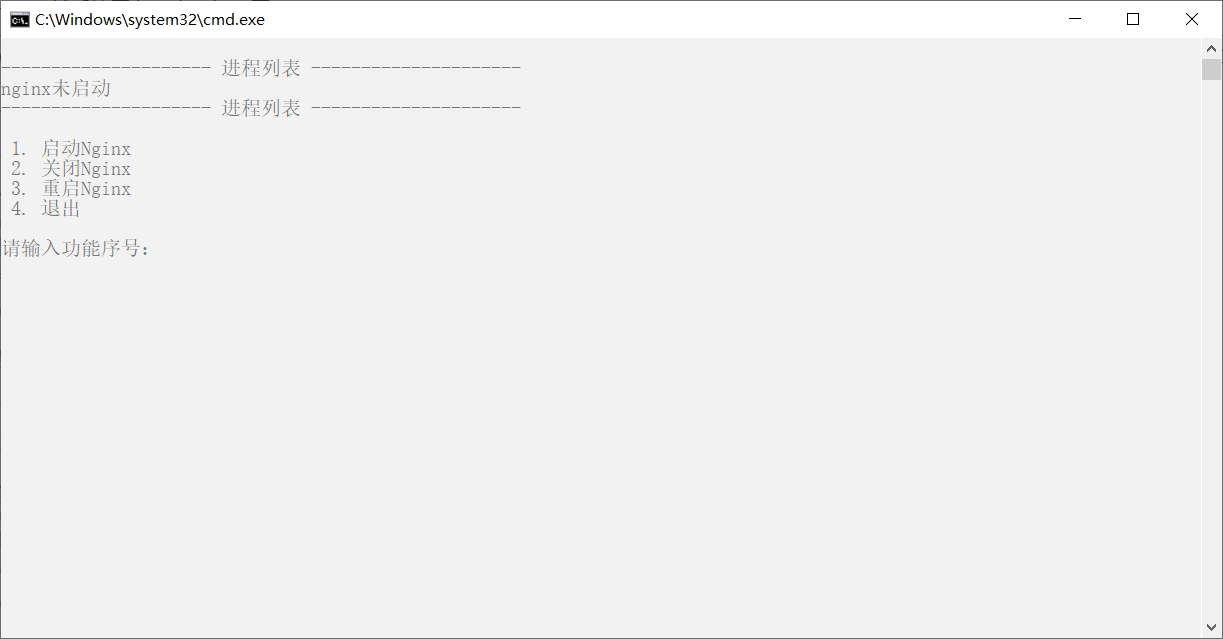 C:\Windows\system32\cmd.exe
--------------------- 进程列表 ---------------------
nginx未启动
--------------------- 进程列表 ---------------------
1. 启动Nginx
2. 关闭Nginx
3. 重启Nginx
4. 退出
请输入功能序号: